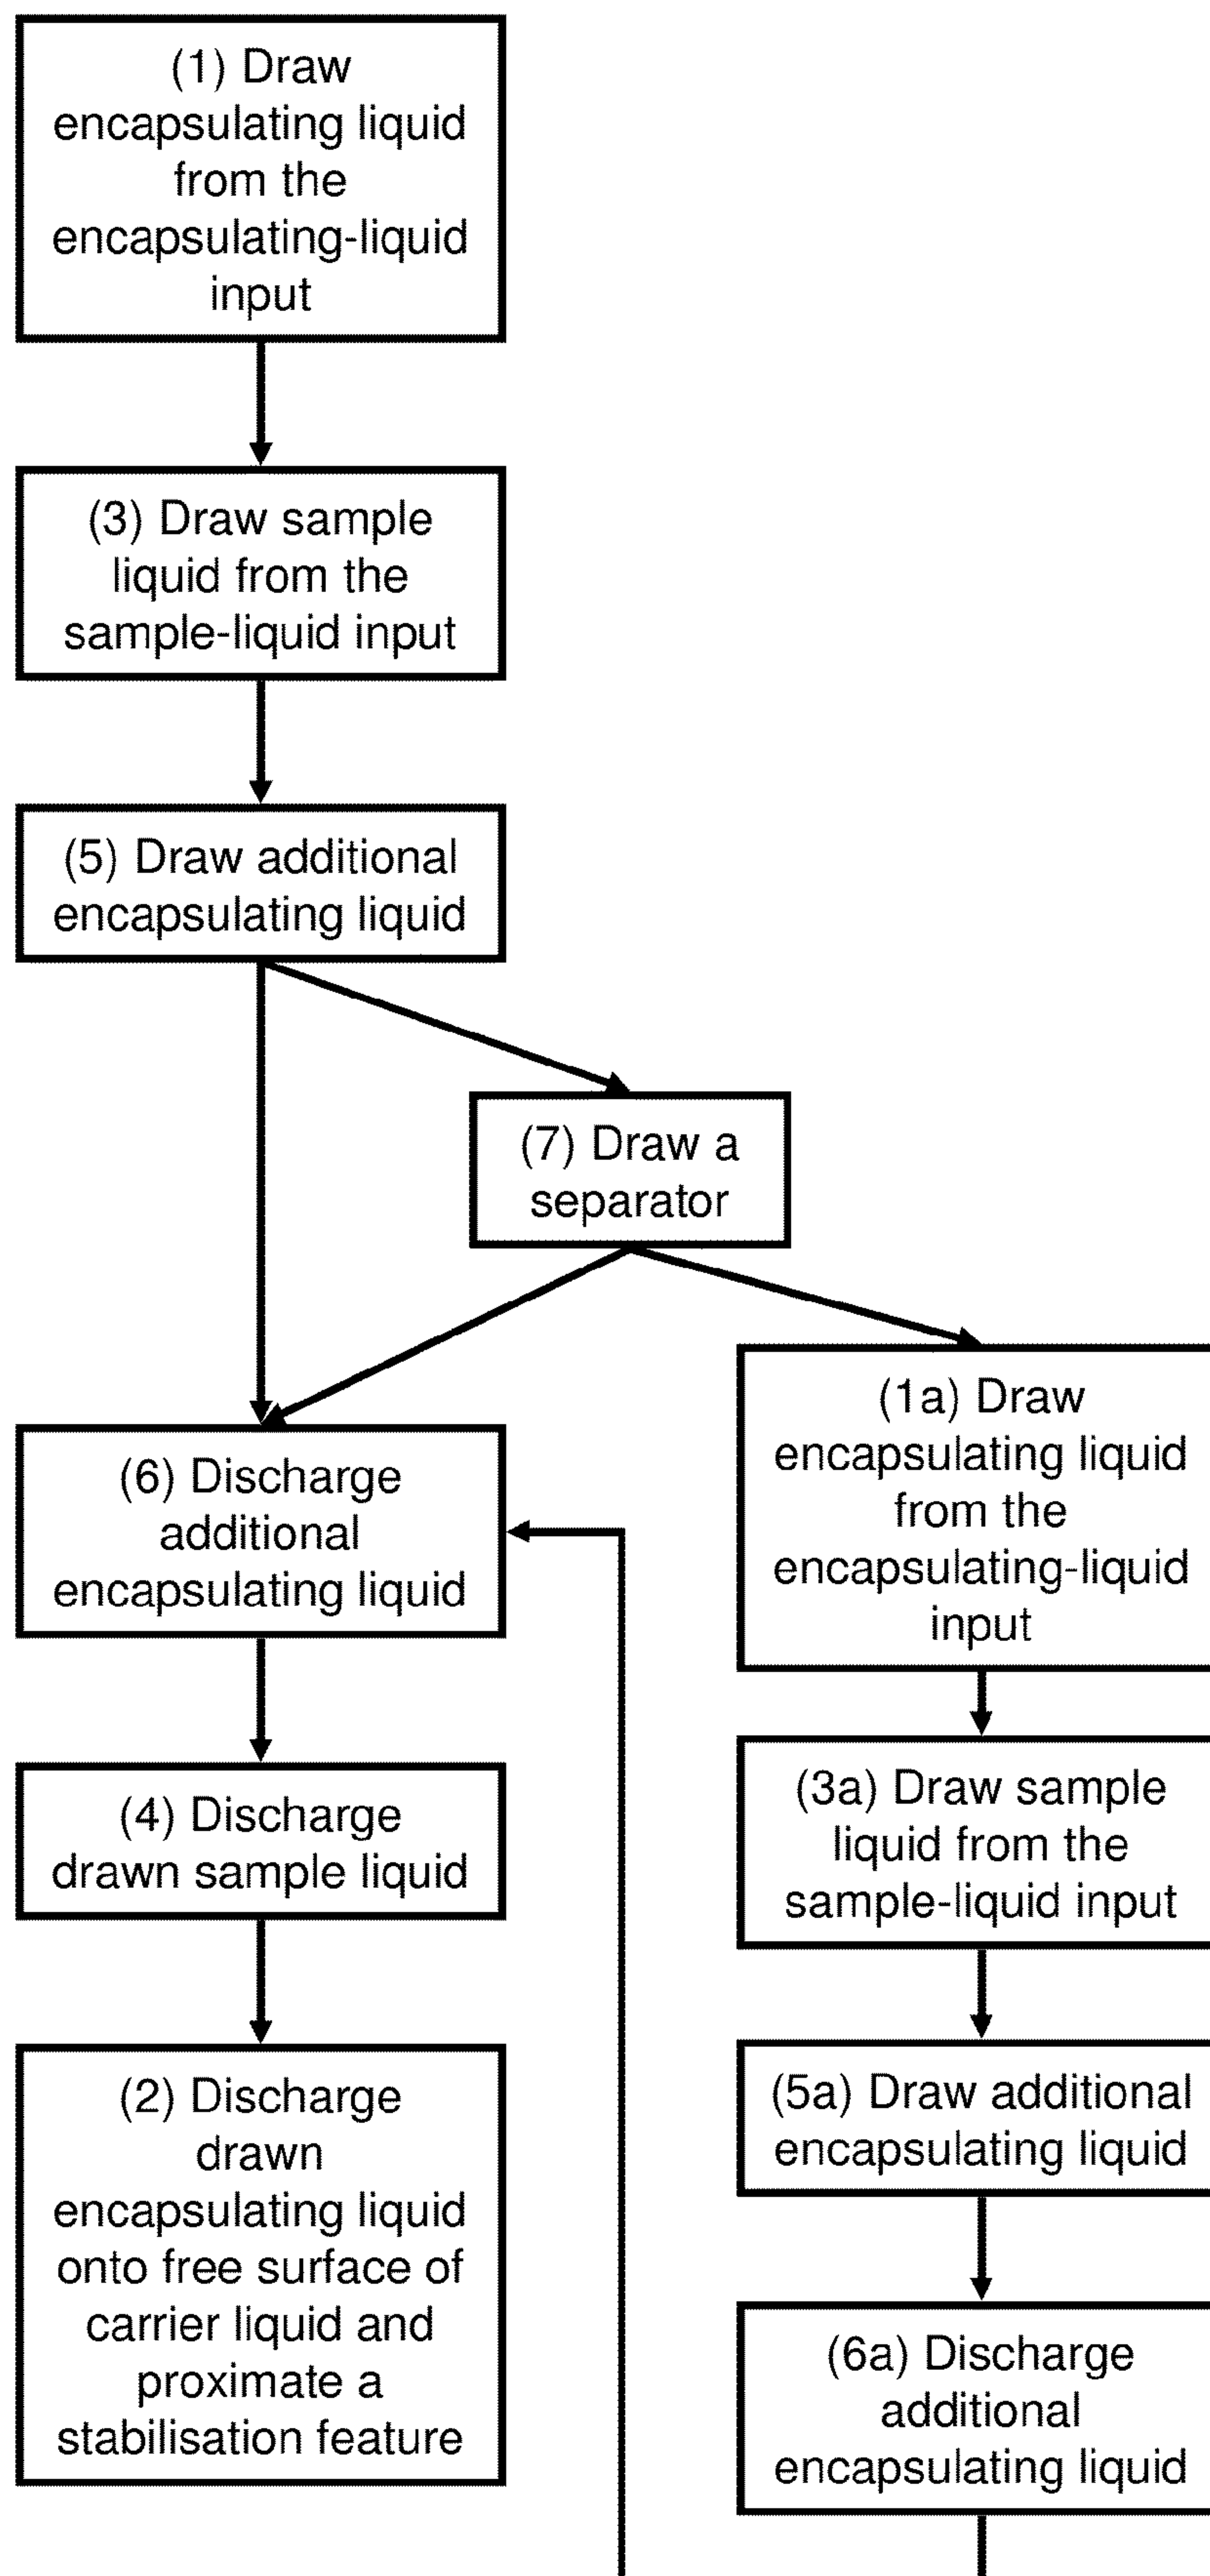 (1) Draw
encapsulating liquid
from the
encapsulating-liquid
input
(3) Draw sample
liquid from the
sample-liquid input
(5) Draw additional
encapsulating liquid
(7) Draw a
separator
(6) Discharge
additional
encapsulating liquid
(4) Discharge
drawn sample liquid
(2) Discharge
drawn
encapsulating liquid
onto free surface of
carrier liquid and
proximate a
stabilisation feature
(1a) Draw
encapsulating liquid
from the
encapsulating-liquid
input
(3a) Draw sample
liquid from the
sample-liquid input
(5a) Draw additional
encapsulating liquid
(6a) Discharge
additional
encapsulating liquid